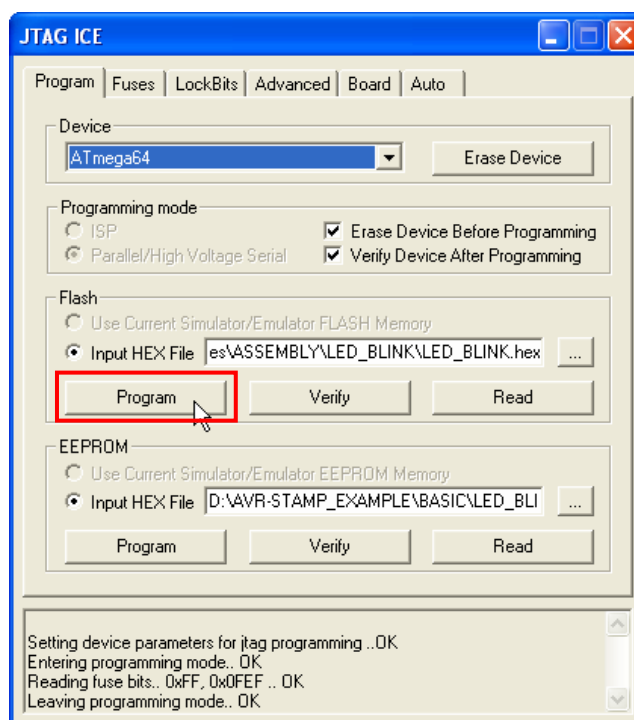 JTAG ICE
Program Fuses LockBits Advanced Board Auto
Device
ATmega64 Erase Device
Programming mode
ISP Erase Device Before Programming
Parallel/High Voltage Serial Verify Device After Programming
Flash
Use Current Simulator/Emulator FLASH Memory
Input HEX File es\ASSEMBLY\LED_BLINK\LED_BLINK.hex ...
Program Verify Read
EEPROM
Use Current Simulator/Emulator EEPROM Memory
Input HEX File D:\AVR-STAMP_EXAMPLE\BASIC\LED_BLI ...
Program Verify Read
Setting device parameters for jtag programming ..OK
Entering programming mode.. OK
Reading fuse bits.. 0xFF, 0x0FEF .. OK
Leaving programming mode.. OK